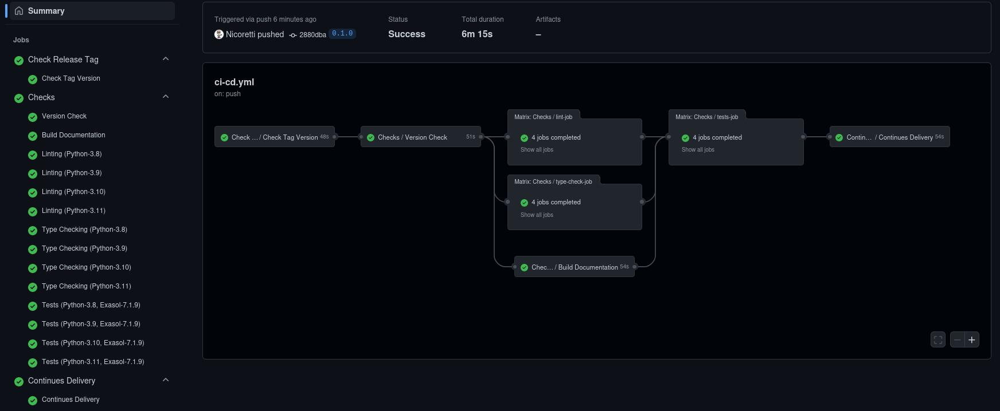 Summary
Jobs
Check Release Tag
Check Tag Version
Checks
Version Check
Build Documentation
Linting (Python-3.8)
Linting (Python-3.9)
Linting (Python-3.10)
Linting (Python-3.11)
Type Checking (Python-3.8)
Type Checking (Python-3.9)
Type Checking (Python-3.10)
Type Checking (Python-3.11)
Tests (Python-3.8, Exasol-7.1.9)
Tests (Python-3.9, Exasol-7.1.9)
Tests (Python-3.10, Exasol-7.1.9)
Tests (Python-3.11, Exasol-7.1.9)
Continues Delivery
Continues Delivery
Triggered via push 6 minutes ago
Nicoretti pushed 2880dba 0.1.0
Status
Success
Total duration
6m 15s
Artifacts
–
ci-cd.yml
on: push
Check ... / Check Tag Version 48s
Checks / Version Check 51s
Matrix: Checks / lint-job
4 jobs completed
Show all jobs
Matrix: Checks / type-check-job
4 jobs completed
Show all jobs
Chec... / Build Documentation 54s
Matrix: Checks / tests-job
4 jobs completed
Show all jobs
Contin... / Continues Delivery 54s